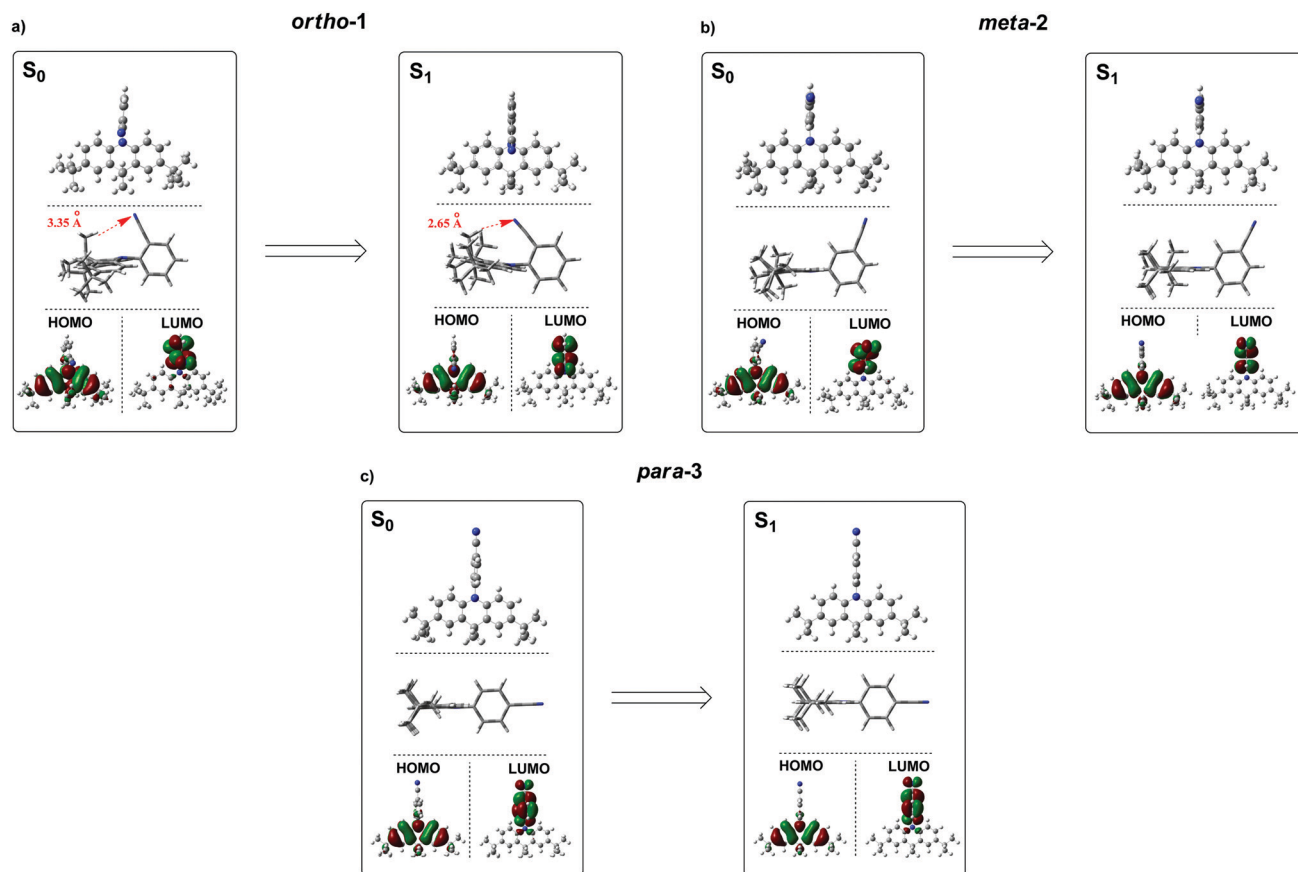 a)
ortho-1
S0
S1
3.35 Å
2.65 Å
HOMO
LUMO
HOMO
LUMO
b)
meta-2
S0
S1
HOMO
LUMO
HOMO
LUMO
c)
para-3
S0
S1
HOMO
LUMO
HOMO
LUMO